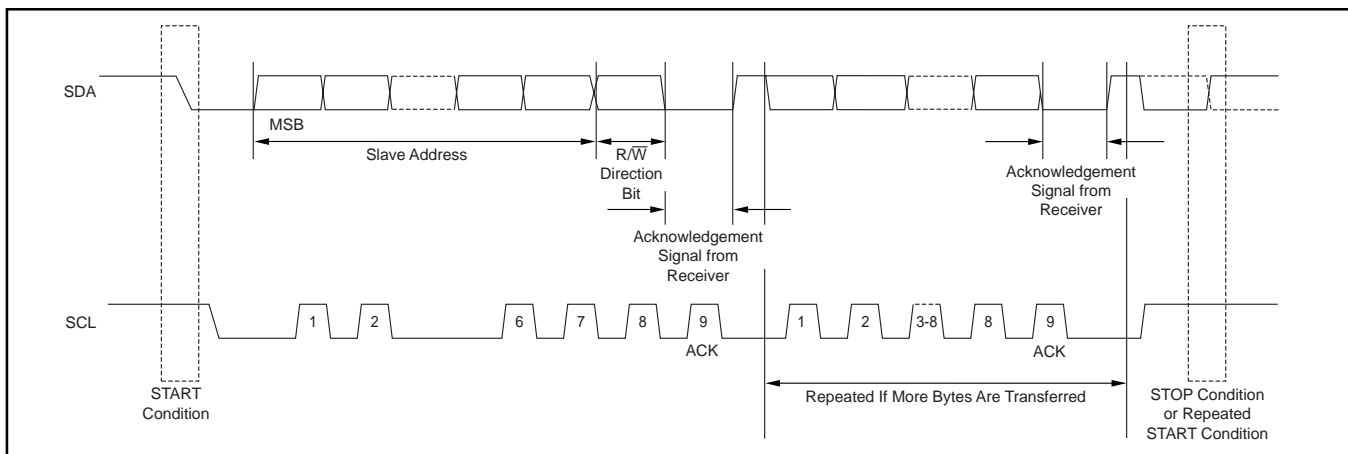 SDA
MSB
Slave Address
R/W̅
Direction
Bit
Acknowledgement
Signal from
Receiver
Acknowledgement
Signal from
Receiver
SCL
1
2
6
7
8
9
1
2
3-8
8
9
ACK
ACK
START
Condition
Repeated If More Bytes Are Transferred
STOP Condition
or Repeated
START Condition